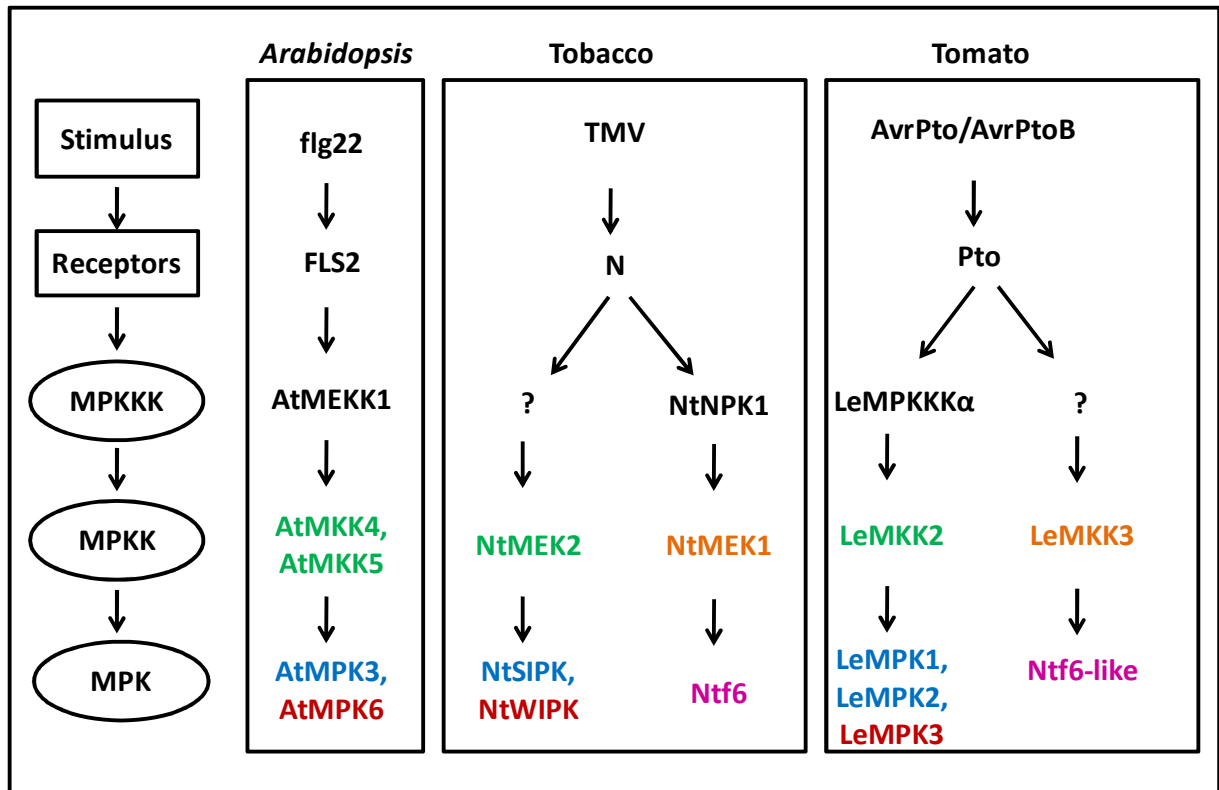 Arabidopsis Tobacco Tomato
Stimulus flg22 TMV AvrPto/AvrPtoB
Receptors FLS2 N Pto
MPKKK AtMEKK1 ? NtNPK1 LeMPKKKα ?
MPKK AtMKK4, NtMEK2 NtMEK1 LeMKK2 LeMKK3
AtMKK5
MPK AtMPK3, NtSIPK, Ntf6 LeMPK1, Ntf6-like
AtMPK6 NtWIPK LeMPK2,
LeMPK3